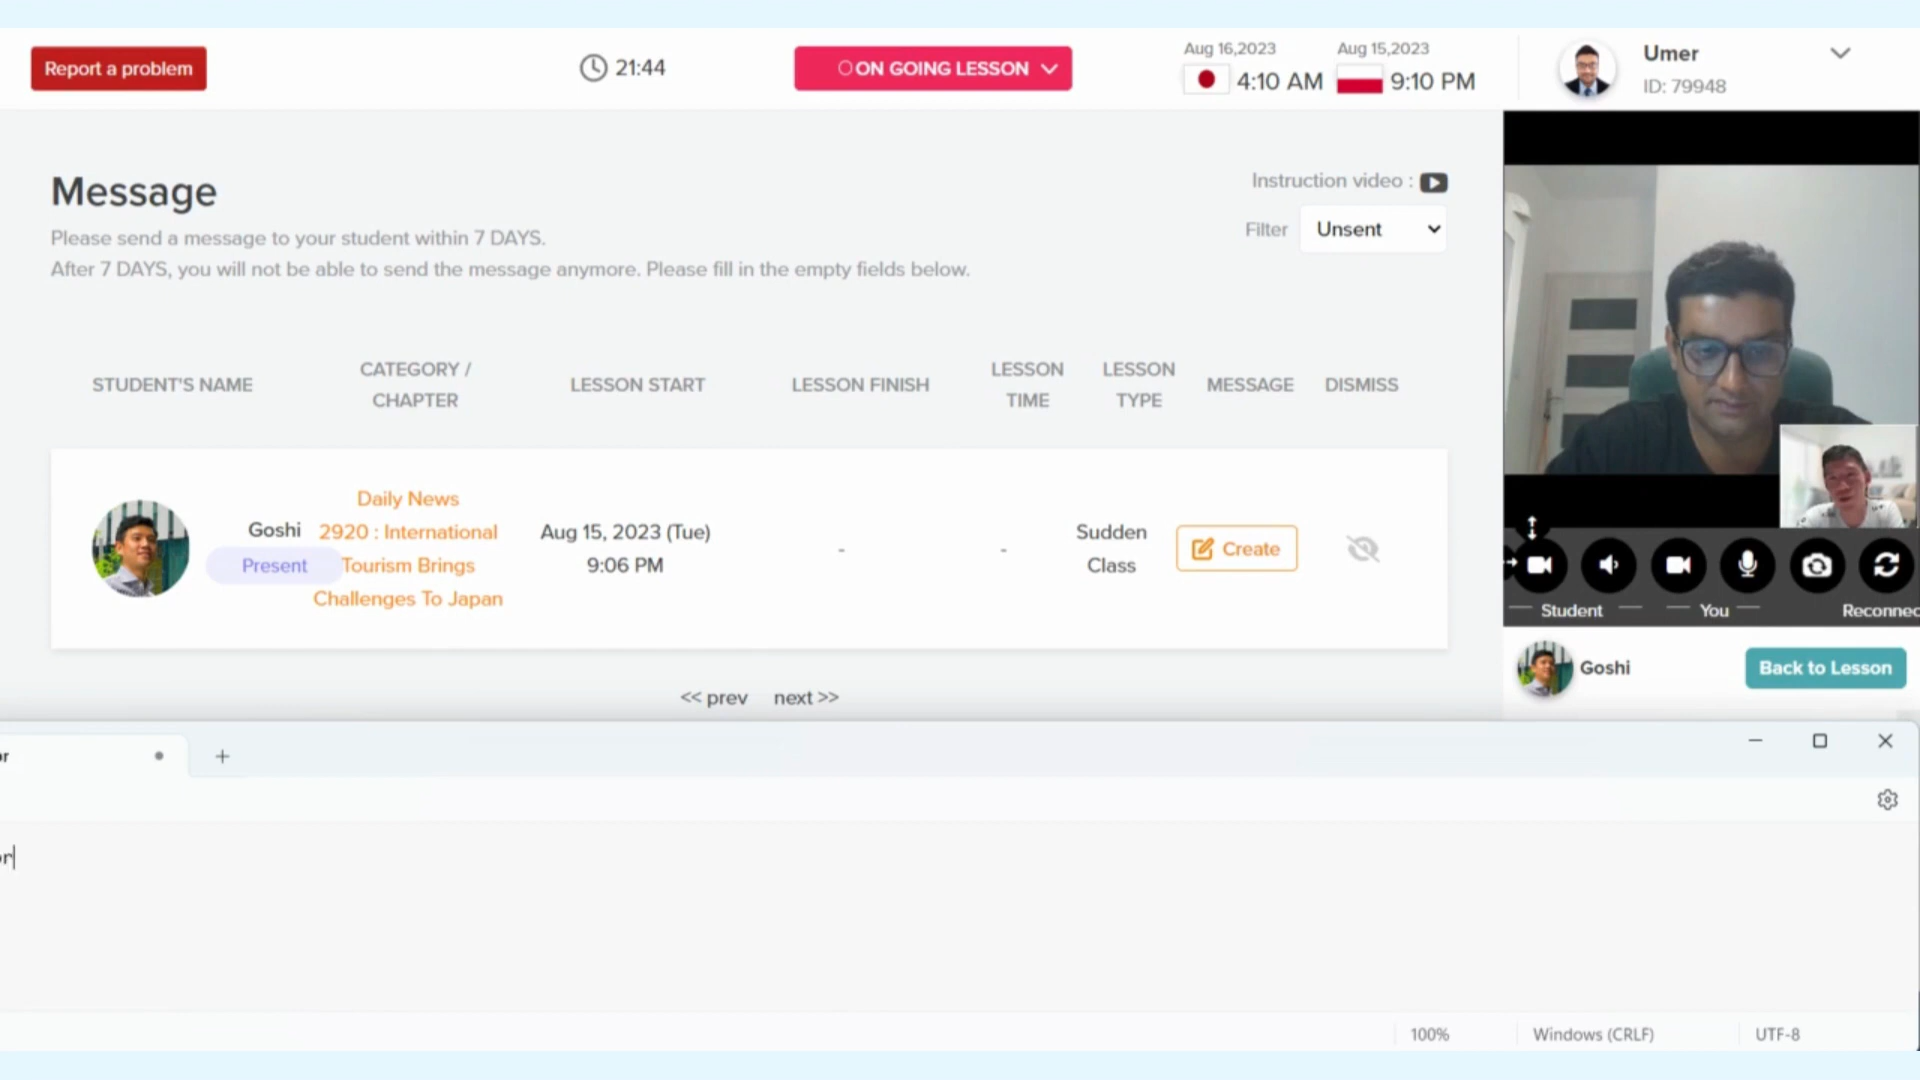 Report a problem
21:44
ON GOING LESSON
Aug 16,2023
4:10 AM
Aug 15,2023
9:10 PM
Umer
ID: 79948
Message
Please send a message to your student within 7 DAYS.
After 7 DAYS, you will not be able to send the message anymore. Please fill in the empty fields below.
Instruction video :
Filter
Unsent
STUDENT'S NAME
CATEGORY /
CHAPTER
LESSON START
LESSON FINISH
LESSON
TIME
LESSON
TYPE
MESSAGE
DISMISS
Goshi
Present
Daily News
2920 : International
Tourism Brings
Challenges To Japan
Aug 15, 2023 (Tue)
9:06 PM
-
-
Sudden
Class
Create
<< prev
next >>
Student
You
Reconnec
Goshi
Back to Lesson
100%
Windows (CRLF)
UTF-8